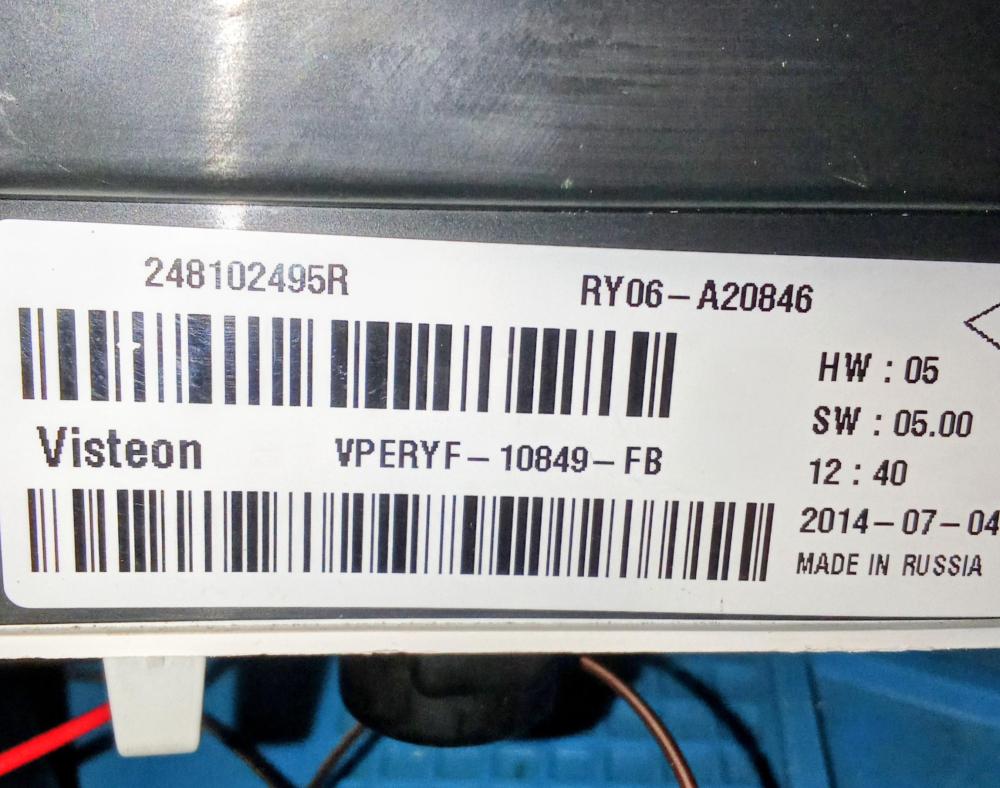 248102495R RY06-A20846
HW : 05
SW : 05.00
Visteon VPERYF-10849-FB
12 : 40
2014-07-04
MADE IN RUSSIA